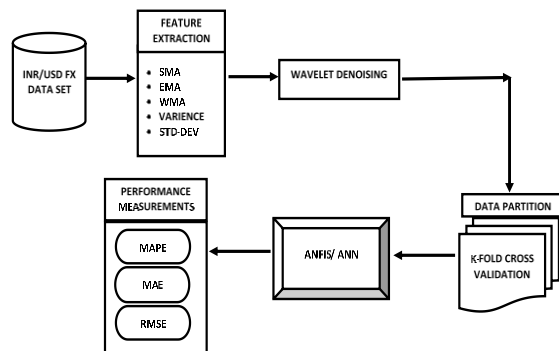 INR/USD FX
DATA SET
FEATURE
EXTRACTION
• SMA
• EMA
• WMA
• VARIENCE
• STD-DEV
WAVELET DENOISING
DATA PARTITION
K-FOLD CROSS
VALIDATION
ANFIS/ ANN
PERFORMANCE
MEASUREMENTS
MAPE
MAE
RMSE